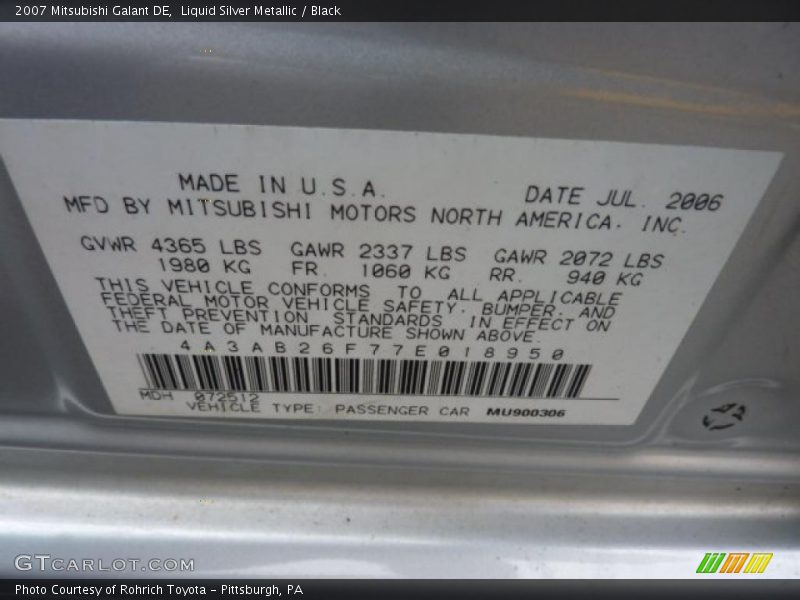 2007 Mitsubishi Galant DE, Liquid Silver Metallic / Black
MADE IN U.S.A. DATE JUL. 2006
MFD BY MITSUBISHI MOTORS NORTH AMERICA. INC.
GVWR 4365 LBS GAWR 2337 LBS GAWR 2072 LBS
1980 KG FR. 1060 KG RR. 940 KG
THIS VEHICLE CONFORMS TO ALL APPLICABLE
FEDERAL MOTOR VEHICLE SAFETY, BUMPER, AND
THEFT PREVENTION STANDARDS IN EFFECT ON
THE DATE OF MANUFACTURE SHOWN ABOVE.
4A3AB26F77E018950
MDH 072512
VEHICLE TYPE: PASSENGER CAR MU900306
GTCARLOT.COM
Photo Courtesy of Rohrich Toyota - Pittsburgh, PA